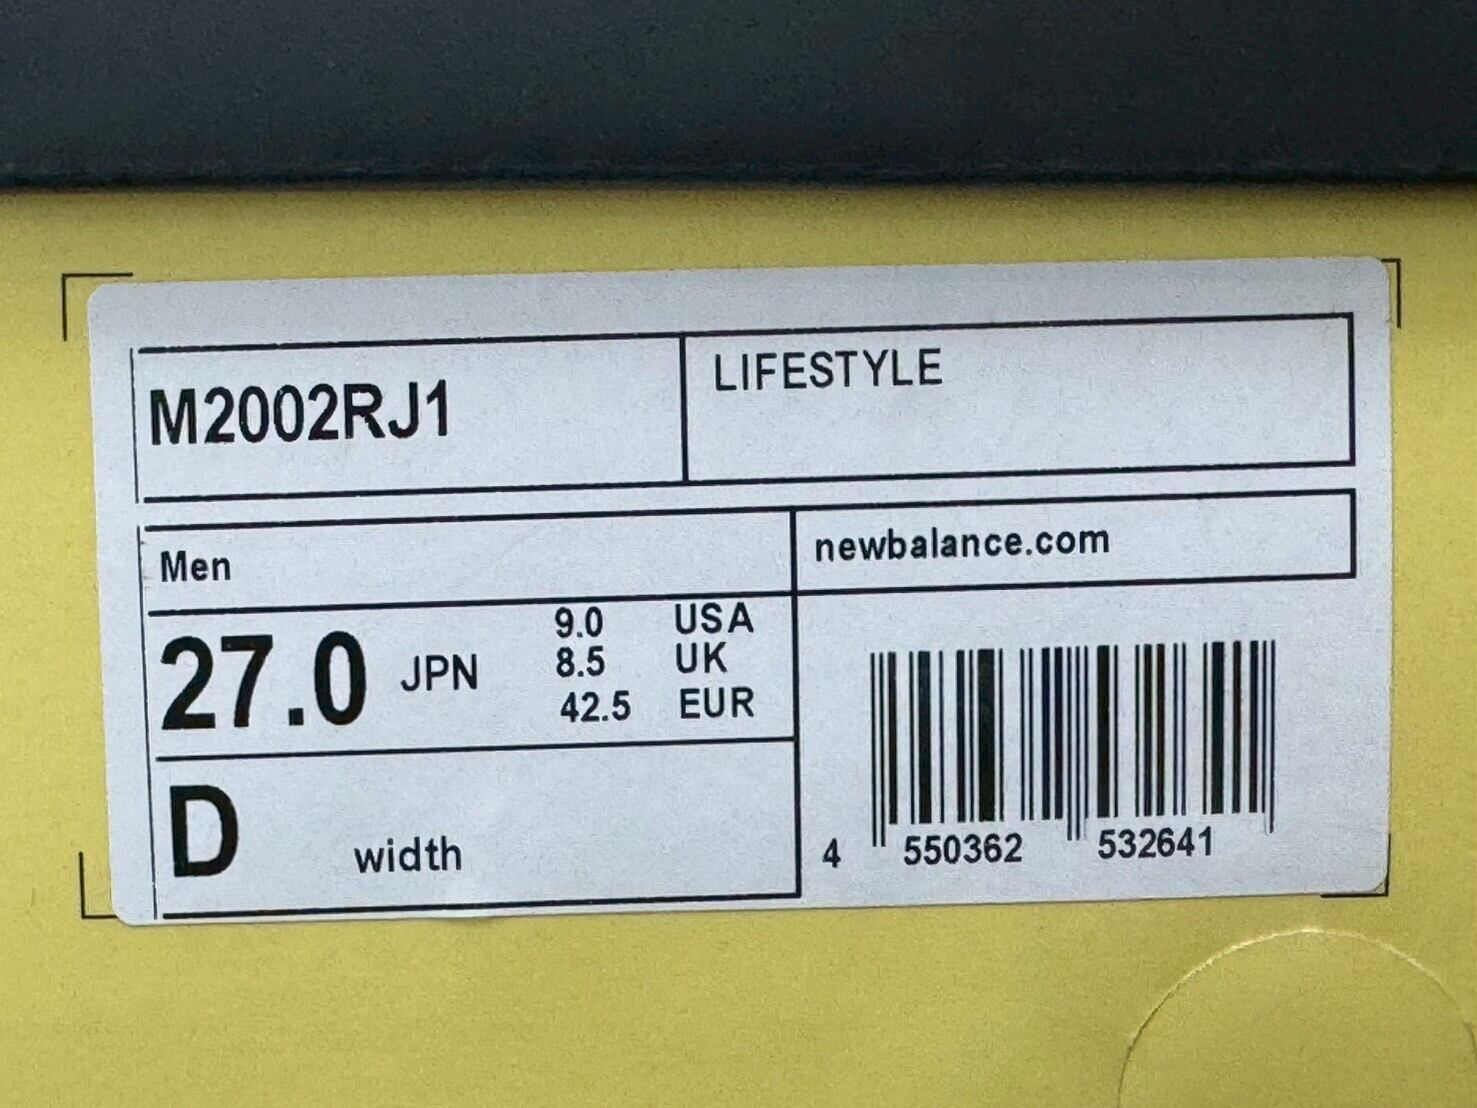 M2002RJ1
LIFESTYLE
Men
newbalance.com
27.0 JPN
9.0 USA
8.5 UK
42.5 EUR
D width
4 550362 532641